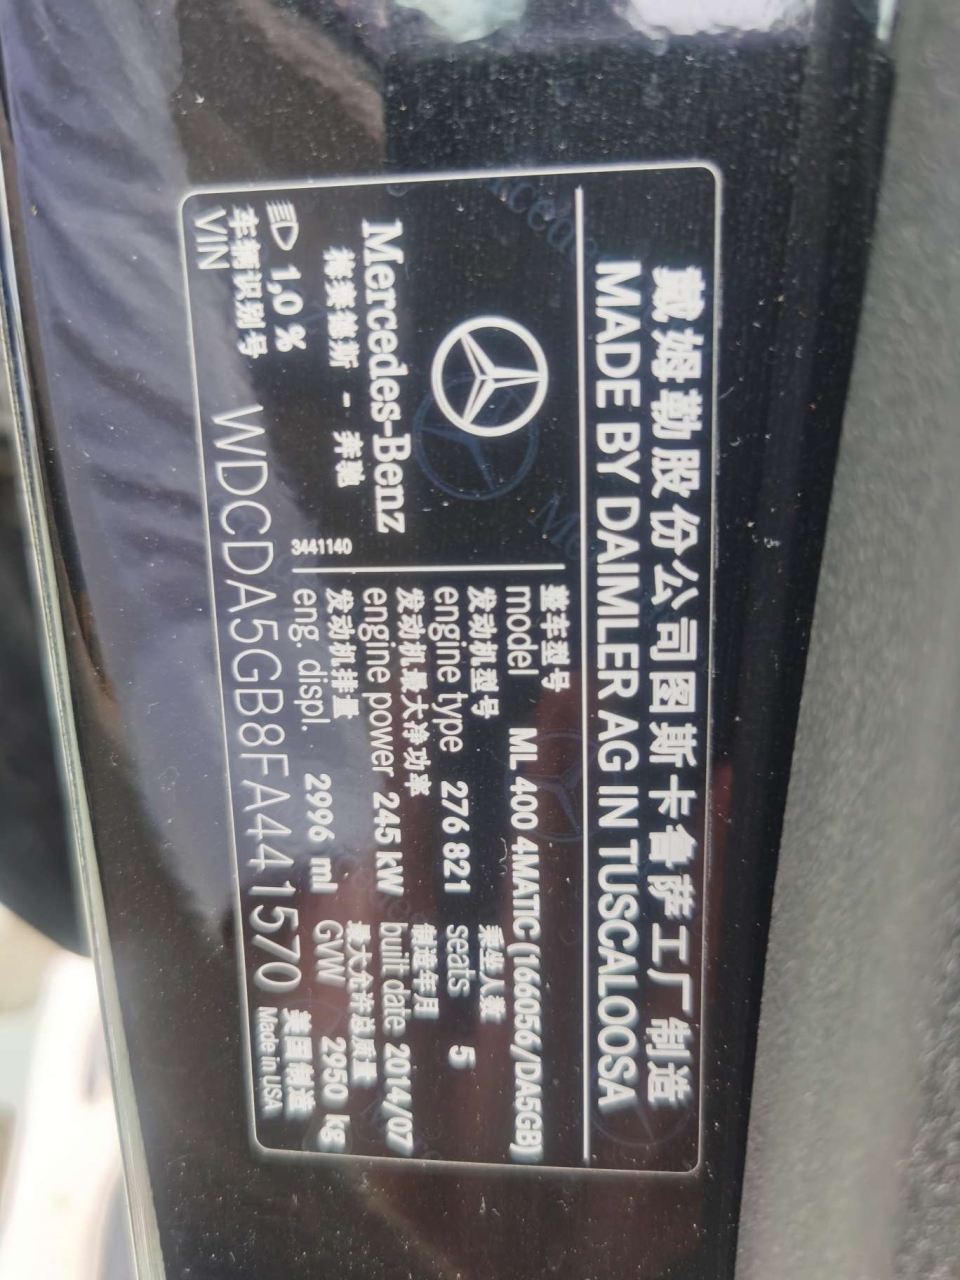 戴姆勒股份公司图斯卡鲁萨工厂制造
MADE BY DAIMLER AG IN TUSCALOOSA
Mercedes-Benz
梅赛德斯 - 奔驰
3441140
整车型号
model ML 400 4MATIC (166056/DA5GB)
发动机型号 乘坐人数
engine type 276 821 seats 5
发动机最大净功率 制造年月
engine power 245 kW built date 2014/07
发动机排量 最大允许总质量
eng. displ. 2996 ml GVW 2950 kg
1,0 %
车辆识别号 美国制造
VIN WDCDA5GB8FA441570 Made in USA